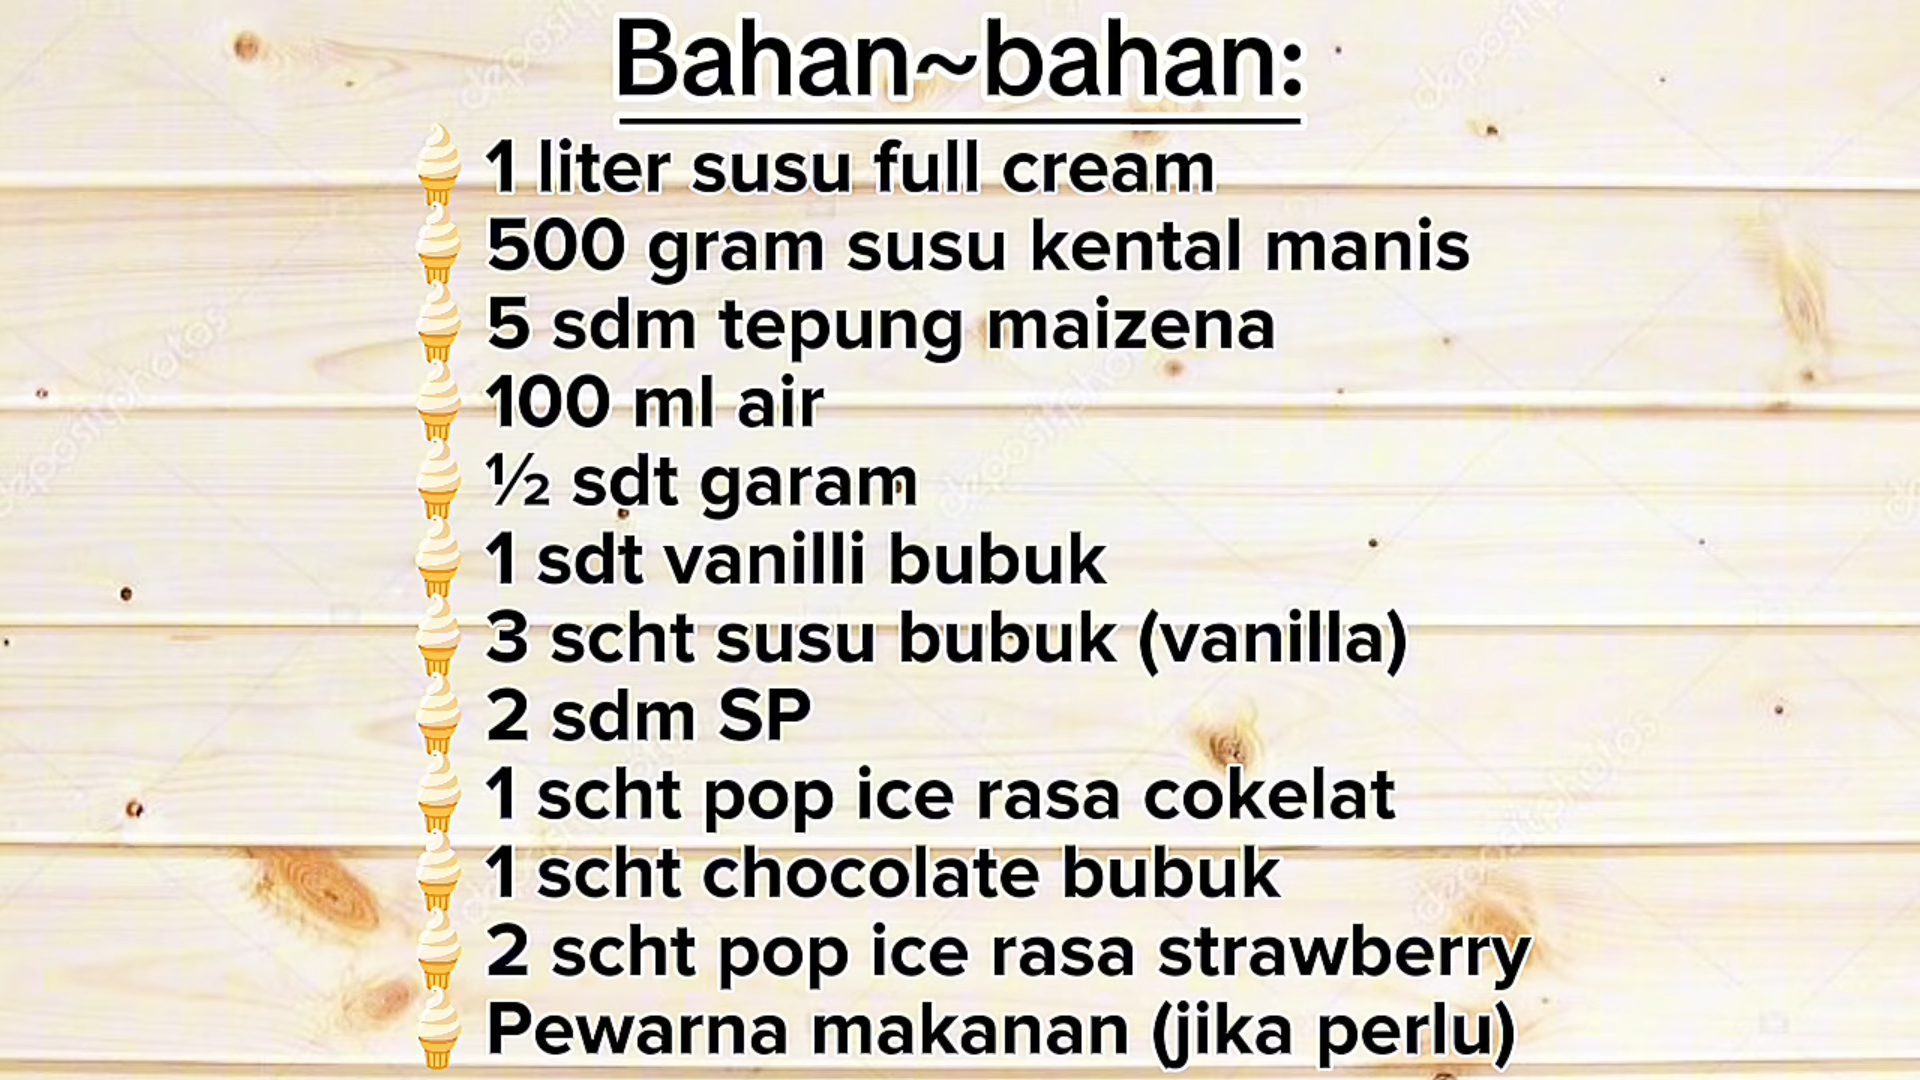 Bahan~bahan:
🍦 1 liter susu full cream
🍦 500 gram susu kental manis
🍦 5 sdm tepung maizena
🍦 100 ml air
🍦 ½ sdt garam
🍦 1 sdt vanilli bubuk
🍦 3 scht susu bubuk (vanilla)
🍦 2 sdm SP
🍦 1 scht pop ice rasa cokelat
🍦 1 scht chocolate bubuk
🍦 2 scht pop ice rasa strawberry
🍦 Pewarna makanan (jika perlu)
depositphotos